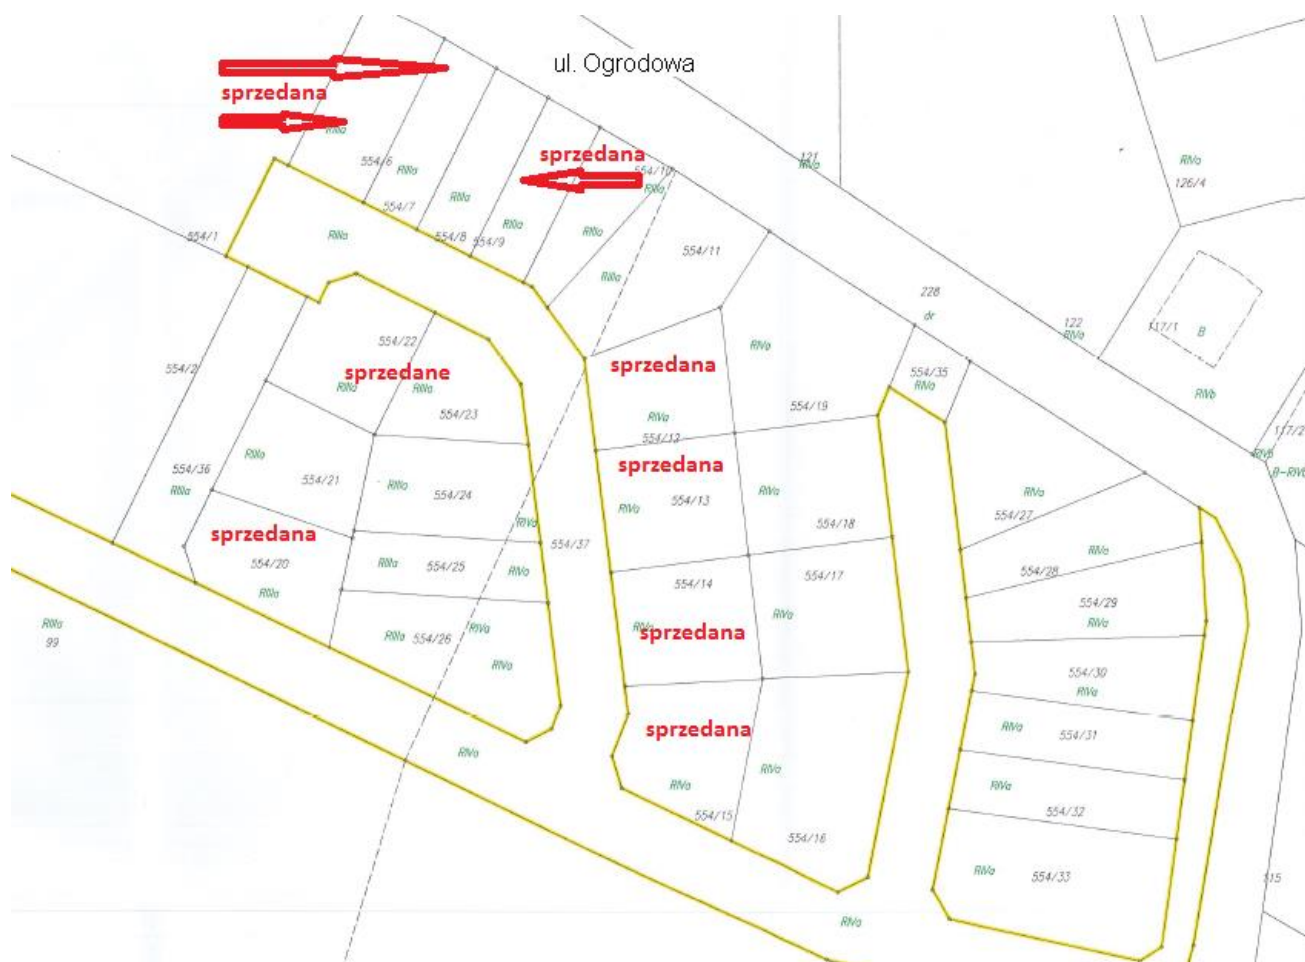 ul. Ogrodowa
sprzedana
RIIIa
554/6
RIIIa
sprzedana
554/10
RIIIa
121
RIVa
RIVa
126/4
554/1
554/7
RIIIa
554/8
RIIIa
554/9
RIIIa
RIIIa
RIIIa
554/11
228
dr
122
RIVa
117/1
B
RIVb
117/2
RIVb
B-RIVb
554/2
554/22
sprzedane
RIIIa
RIIIa
554/23
sprzedana
RIVa
RIVa
554/12
554/19
554/35
RIVa
554/36
RIIIa
RIIIa
554/21
RIIIa
554/24
RIVa
sprzedana
RIVa
554/13
RIVa
554/18
RIVa
554/27
sprzedana
554/20
RIIIa
RIIIa
554/25
RIVa
554/37
554/14
554/17
RIVa
554/28
554/29
RIVa
RIIIa
99
RIIIa
554/26
RIVa
RIVa
RIVa
sprzedana
RIVa
554/30
RIVa
RIVa
554/31
sprzedana
RIVa
RIVa
554/15
RIVa
554/16
RIVa
554/32
RIVa
554/33
RIVa
115